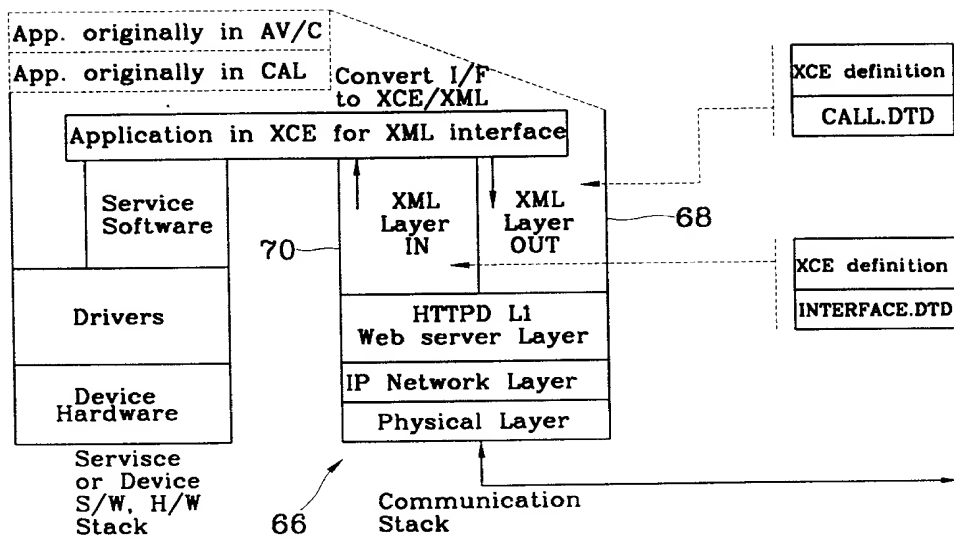 App. originally in AV/C
App. originally in CAL
Convert I/F
to XCE/XML
Application in XCE for XML interface
Service
Software
XML
Layer
IN
XML
Layer
OUT
70
68
Drivers
HTTPD L1
Web server Layer
IP Network Layer
Device
Hardware
Physical Layer
Servisce
or Device
S/W, H/W
Stack
66
Communication
Stack
XCE definition
CALL.DTD
XCE definition
INTERFACE.DTD